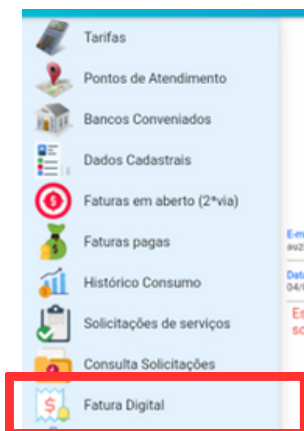 Tarifas
Pontos de Atendimento
Bancos Conveniados
Dados Cadastrais
Faturas em aberto (2ªvia)
Faturas pagas
Histórico Consumo
Solicitações de serviços
Consulta Solicitações
Fatura Digital